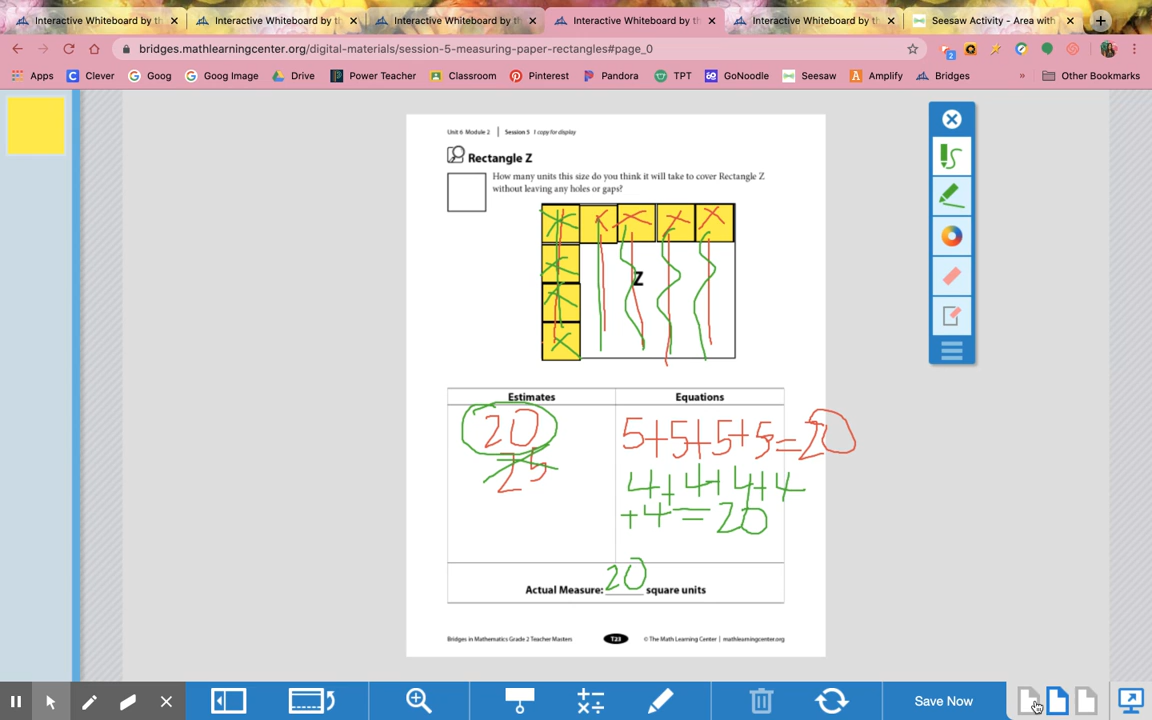 Interactive Whiteboard by th
Interactive Whiteboard by th
Interactive Whiteboard by th
Interactive Whiteboard by th
Interactive Whiteboard by th
Seesaw Activity - Area with
bridges.mathlearningcenter.org/digital-materials/session-5-measuring-paper-rectangles#page_0
2
Apps
Clever
Goog
Goog Image
Drive
Power Teacher
Classroom
Pinterest
Pandora
TPT
GoNoodle
Seesaw
Amplify
Bridges
»
Other Bookmarks
Unit 6 Module 2 | Session 5 1 copy for display
Rectangle Z
How many units this size do you think it will take to cover Rectangle Z
without leaving any holes or gaps?
Z
Estimates
Equations
20
25
5+5+5+5=20
4+4+4+4
+4=20
Actual Measure: 20 square units
Bridges in Mathematics Grade 2 Teacher Masters
T23
© The Math Learning Center | mathlearningcenter.org
Save Now